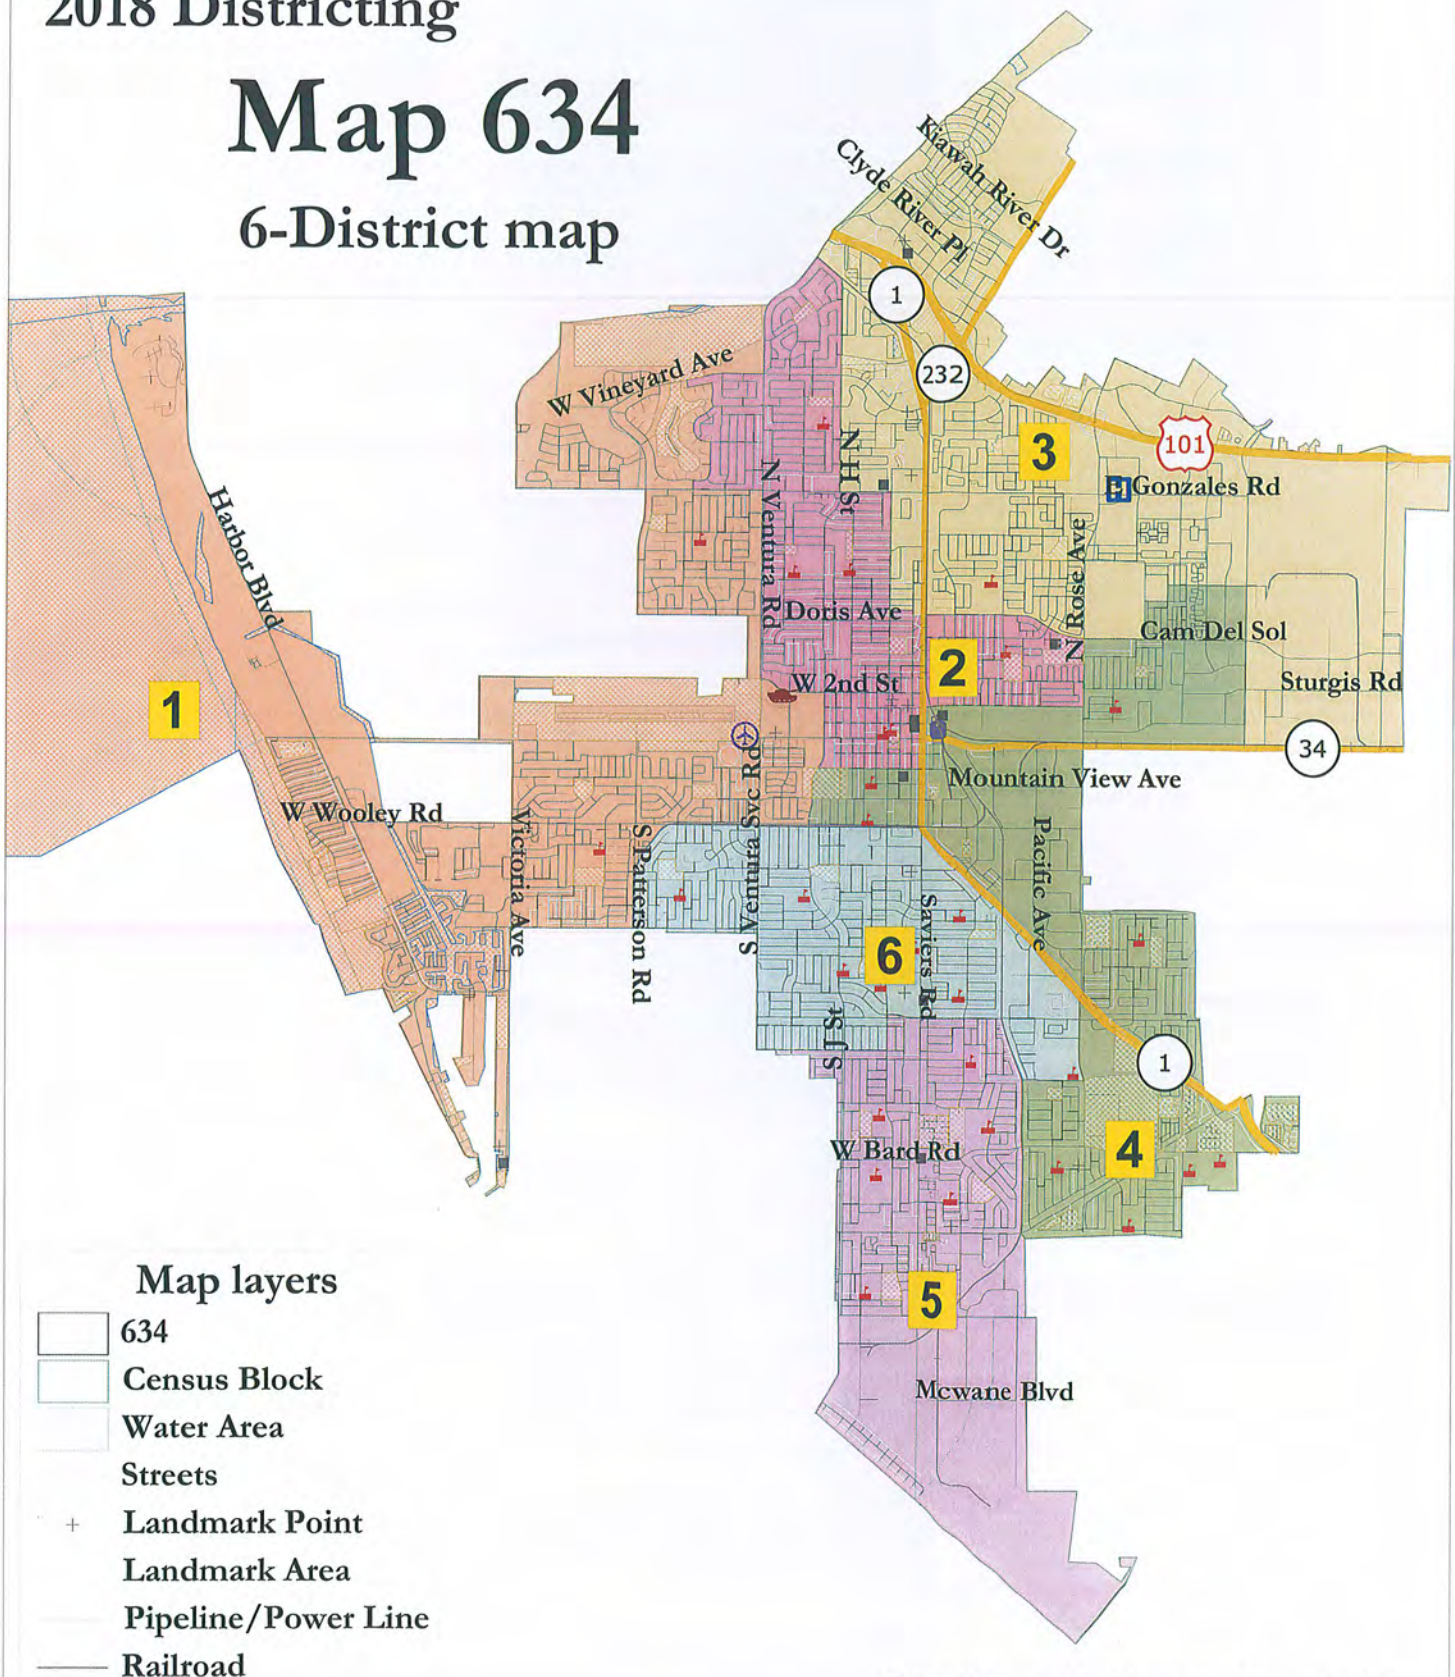 2018 Districting
Map 634
6-District map
Kiawah River Dr
Clyde River Pl
1
232
W Vineyard Ave
N H St
3
101
Gonzales Rd
N Ventura Rd
Harbor Blvd
N Rose Ave
Doris Ave
Cam Del Sol
2
W 2nd St
Sturgis Rd
1
34
Mountain View Ave
S Ventura Svc Rd
W Wooley Rd
Victoria Ave
S Patterson Rd
Pacific Ave
Saviers Rd
6
S J St
1
W Bard Rd
4
5
Mcwane Blvd
Map layers
634
Census Block
Water Area
Streets
Landmark Point
Landmark Area
Pipeline/Power Line
Railroad